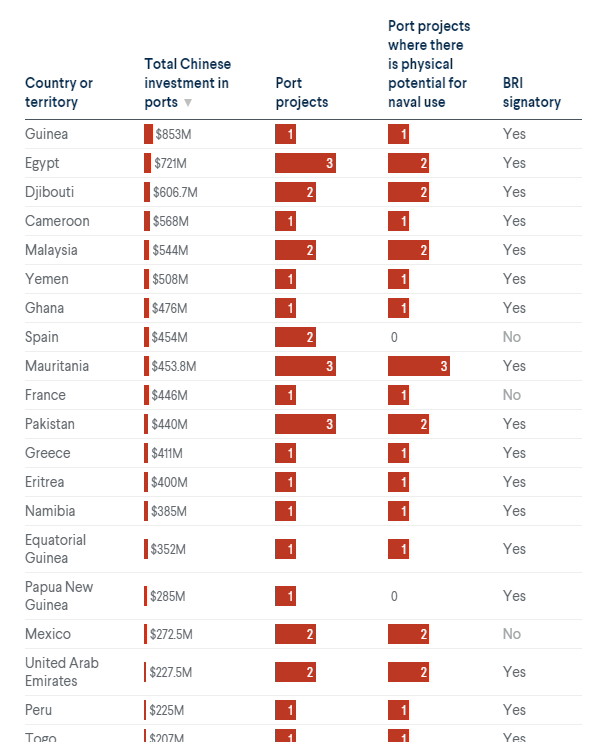 Country or territory | Total Chinese investment in ports ▼ | Port projects | Port projects where there is physical potential for naval use | BRI signatory
Guinea $853M 1 1 Yes
Egypt $721M 3 2 Yes
Djibouti $606.7M 2 2 Yes
Cameroon $568M 1 1 Yes
Malaysia $544M 2 2 Yes
Yemen $508M 1 1 Yes
Ghana $476M 1 1 Yes
Spain $454M 2 0 No
Mauritania $453.8M 3 3 Yes
France $446M 1 1 No
Pakistan $440M 3 2 Yes
Greece $411M 1 1 Yes
Eritrea $400M 1 1 Yes
Namibia $385M 1 1 Yes
Equatorial Guinea $352M 1 1 Yes
Papua New Guinea $285M 1 0 Yes
Mexico $272.5M 2 2 No
United Arab Emirates $227.5M 2 2 Yes
Peru $225M 1 1 Yes
Togo $207M 1 1 Yes